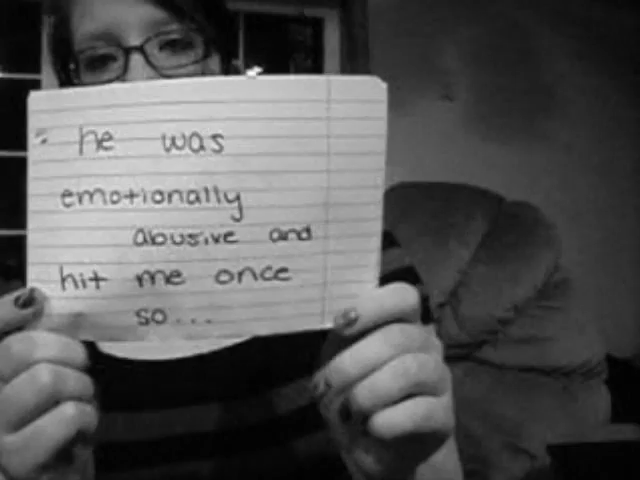 he was
emotionally
abusive and
hit me once
so...